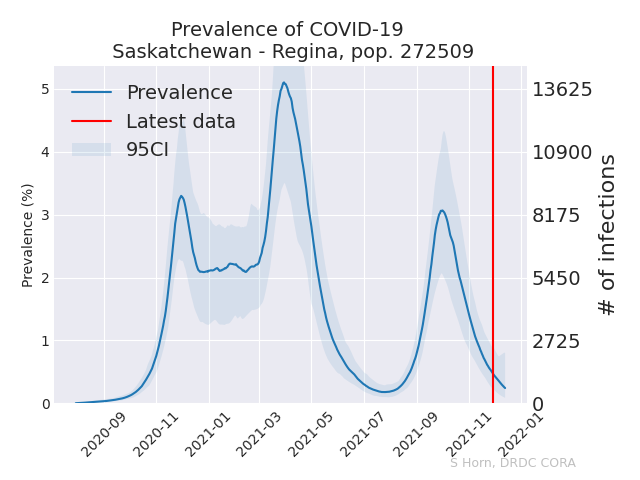 Prevalence of COVID-19
Saskatchewan - Regina, pop. 272509
Prevalence (%)
5
4
3
2
1
0
Prevalence
Latest data
95CI
13625
10900
8175
5450
2725
0
# of infections
2020-09
2020-11
2021-01
2021-03
2021-05
2021-07
2021-09
2021-11
2022-01
S Horn, DRDC CORA